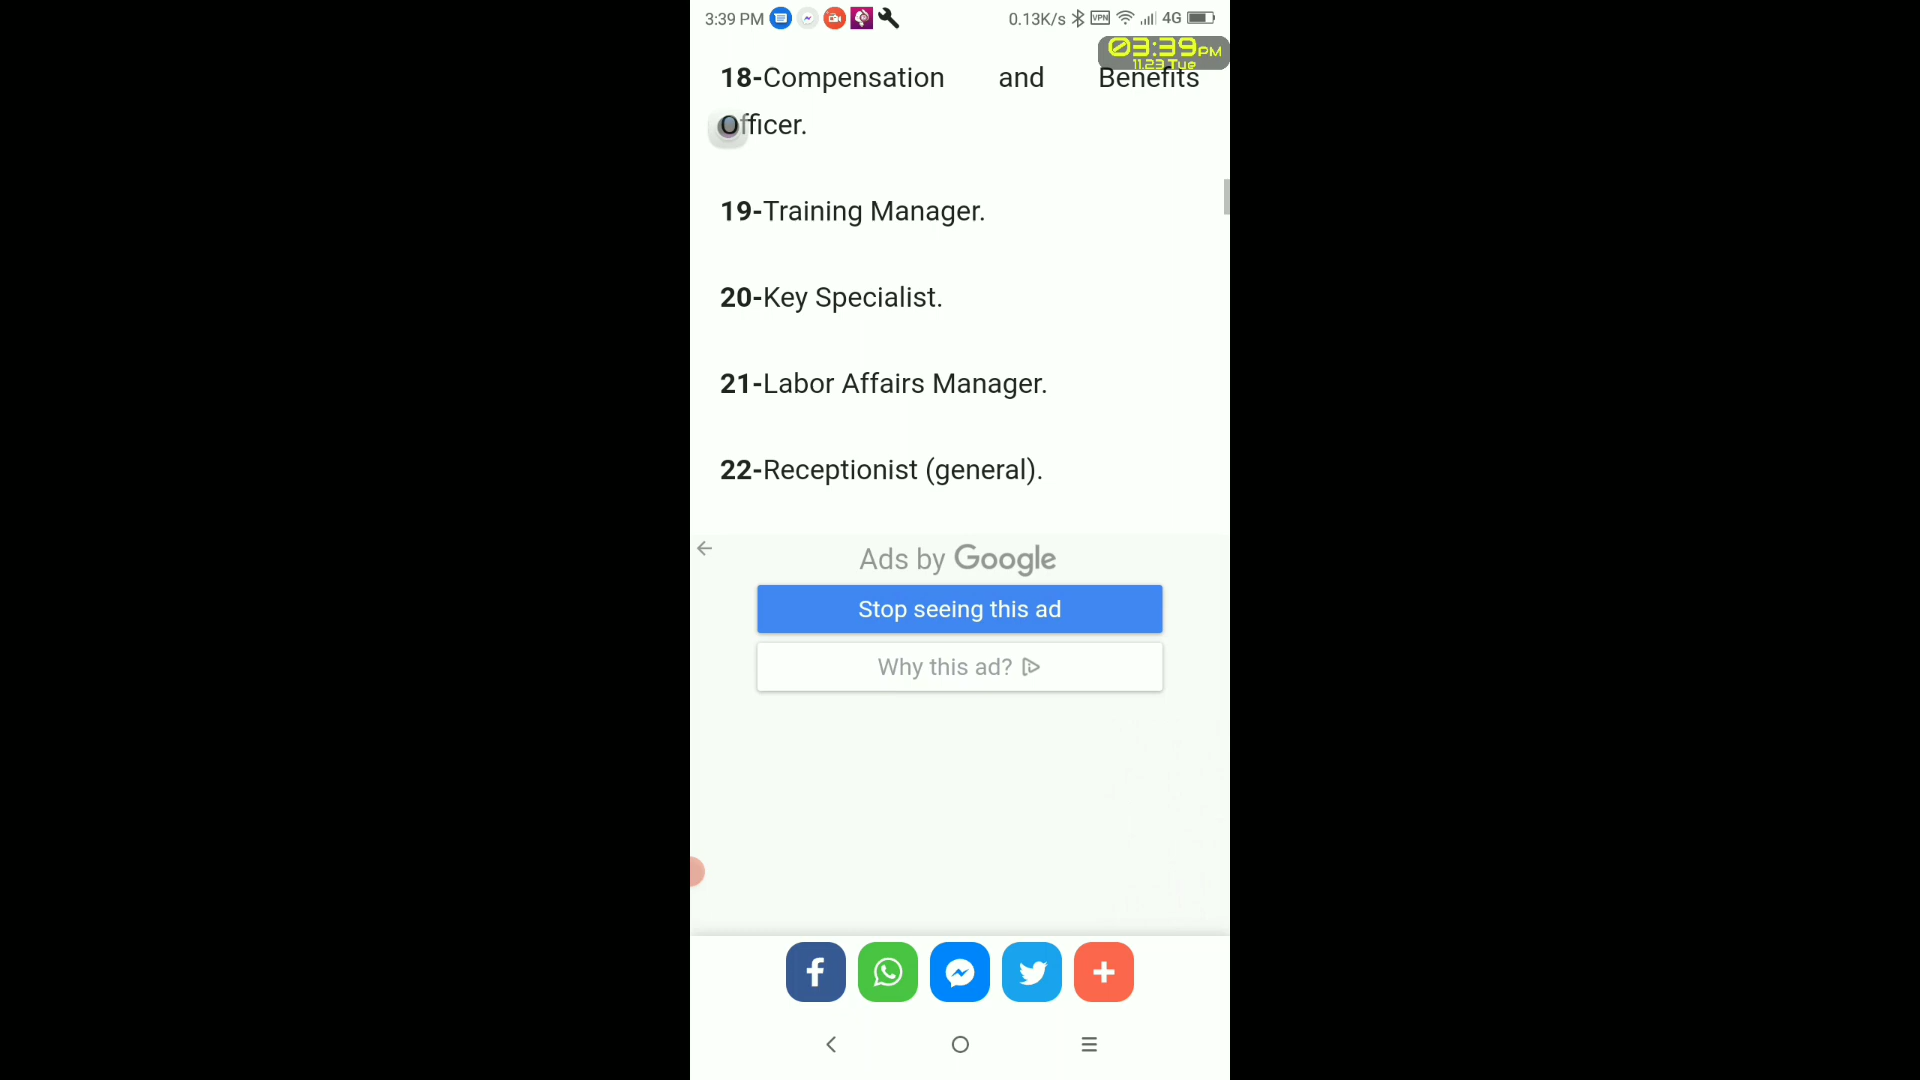 3:39 PM
0.13K/s VPN 4G
03:39 PM
11.23 Tue
18-Compensation and Benefits
Officer.
19-Training Manager.
20-Key Specialist.
21-Labor Affairs Manager.
22-Receptionist (general).
Ads by Google
Stop seeing this ad
Why this ad?